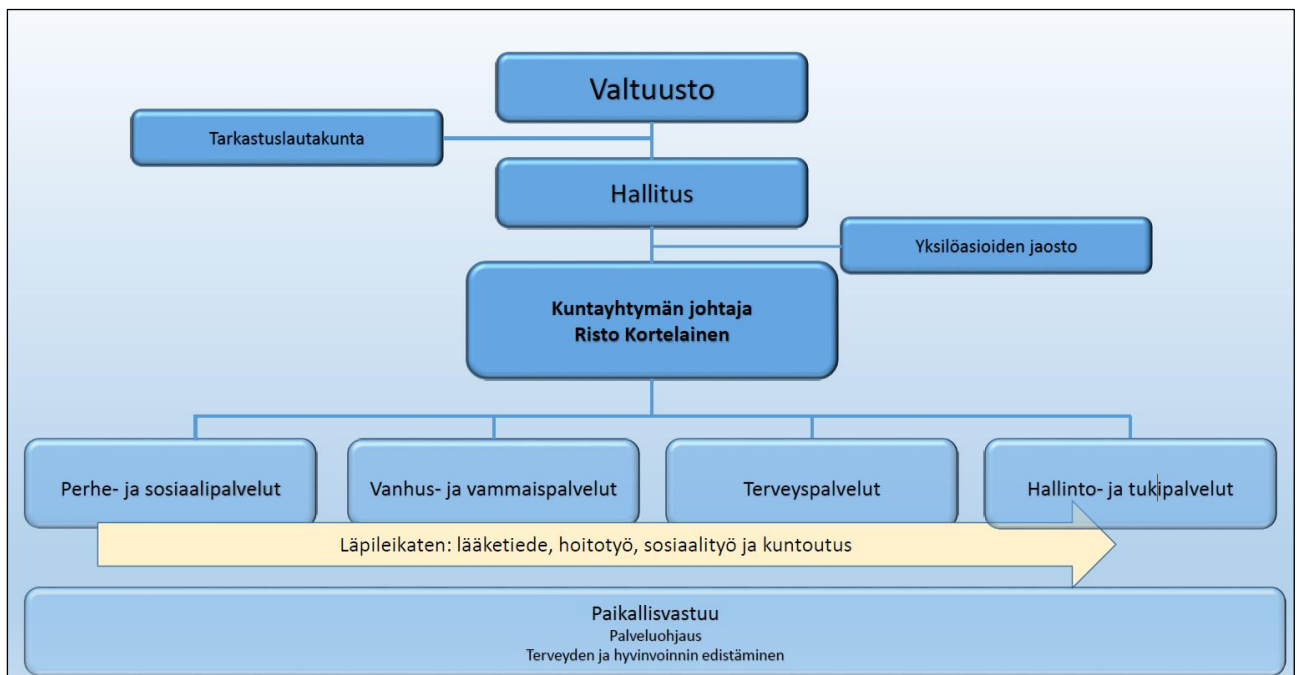 Valtuusto
Tarkastuslautakunta
Hallitus
Yksilöasioiden jaosto
Kuntayhtymän johtaja
Risto Kortelainen
Perhe- ja sosiaalipalvelut
Vanhus- ja vammaispalvelut
Terveyspalvelut
Hallinto- ja tukipalvelut
Läpileikaten: lääketiede, hoitotyö, sosiaalityö ja kuntoutus
Paikallisvastuu
Palveluohjaus
Terveyden ja hyvinvoinnin edistäminen